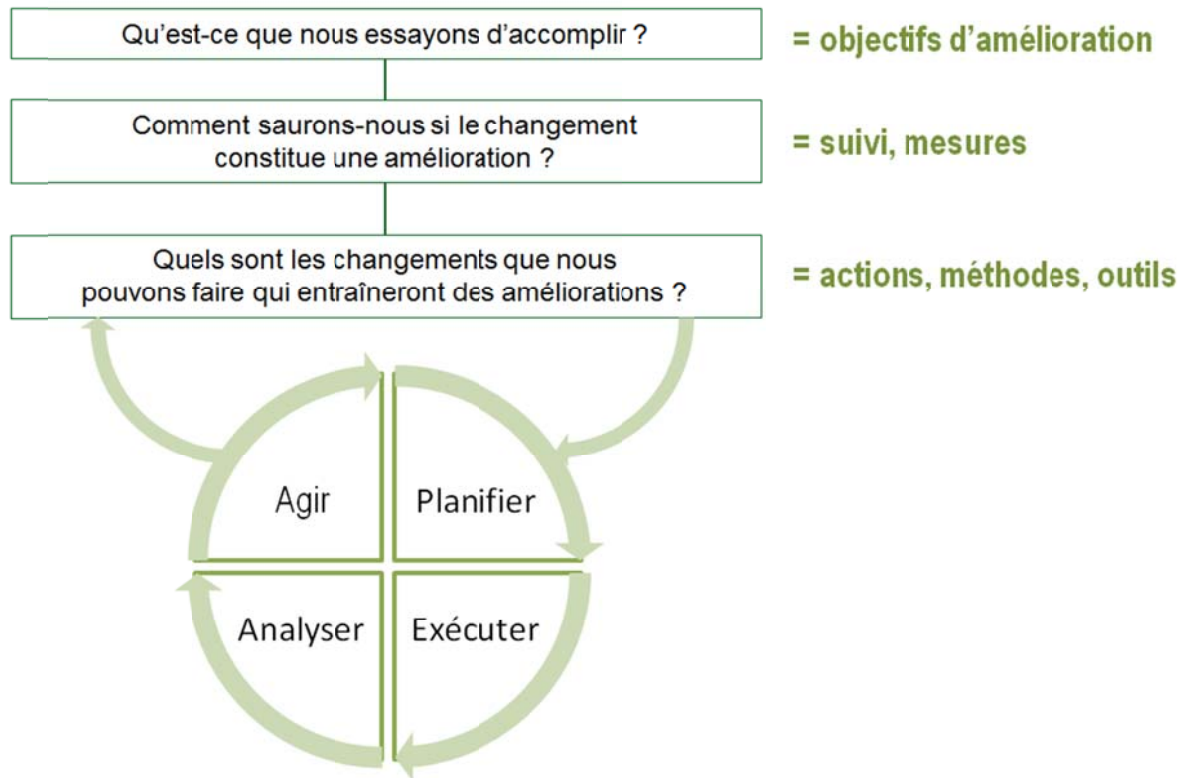 Qu'est-ce que nous essayons d'accomplir ?
= objectifs d'amélioration
Comment saurons-nous si le changement
constitue une amélioration ?
= suivi, mesures
Quels sont les changements que nous
pouvons faire qui entraîneront des améliorations ?
= actions, méthodes, outils
Agir
Planifier
Analyser
Exécuter